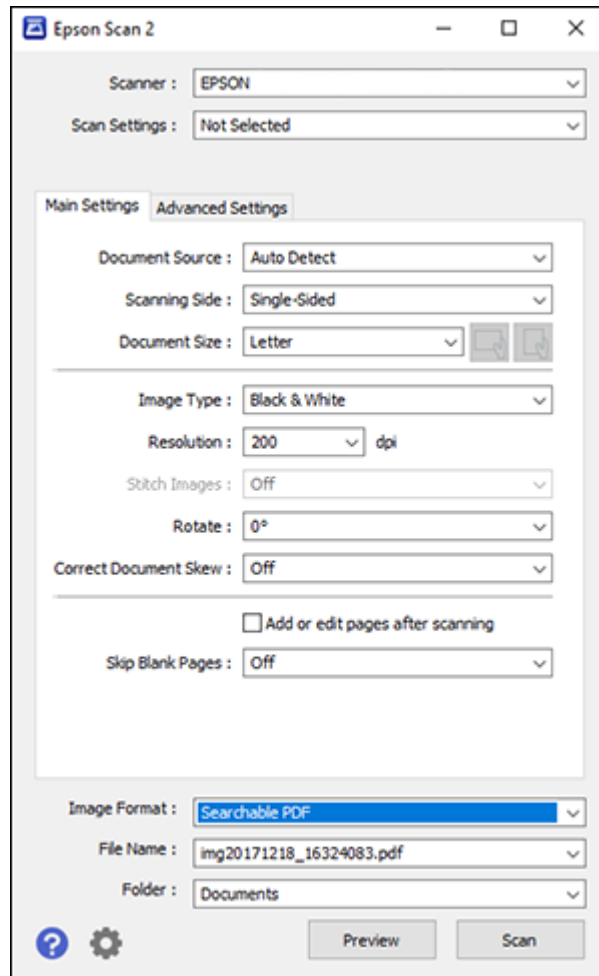 Epson Scan 2
Scanner : EPSON
Scan Settings : Not Selected
Main Settings Advanced Settings
Document Source : Auto Detect
Scanning Side : Single-Sided
Document Size : Letter
Image Type : Black & White
Resolution : 200 dpi
Stitch Images : Off
Rotate : 0°
Correct Document Skew : Off
Add or edit pages after scanning
Skip Blank Pages : Off
Image Format : Searchable PDF
File Name : img20171218_16324083.pdf
Folder : Documents
? Preview Scan